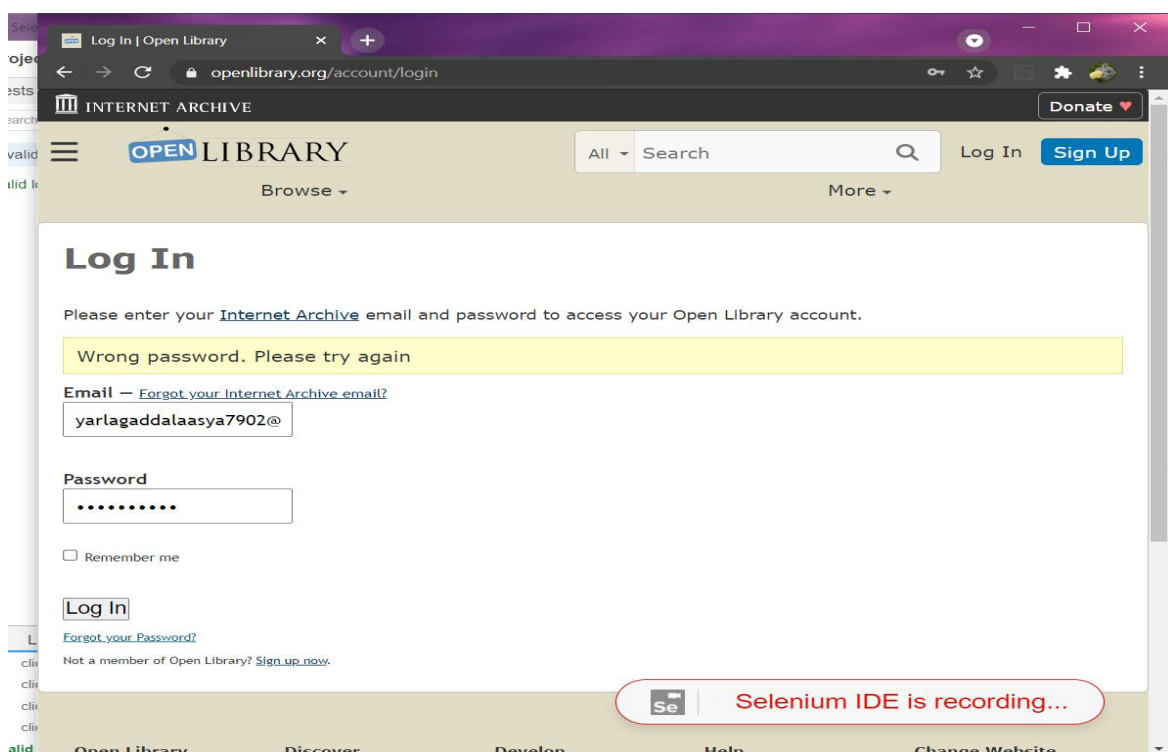 Log In | Open Library
openlibrary.org/account/login
INTERNET ARCHIVE
Donate
OPEN LIBRARY
All Search Log In Sign Up
Browse More
Log In
Please enter your Internet Archive email and password to access your Open Library account.
Wrong password. Please try again
Email — Forgot your Internet Archive email?
yarlagaddalaasya7902@
Password
Remember me
Log In
Forgot your Password?
Not a member of Open Library? Sign up now.
Se Selenium IDE is recording...
Open Library Discover Develop Help Change Website